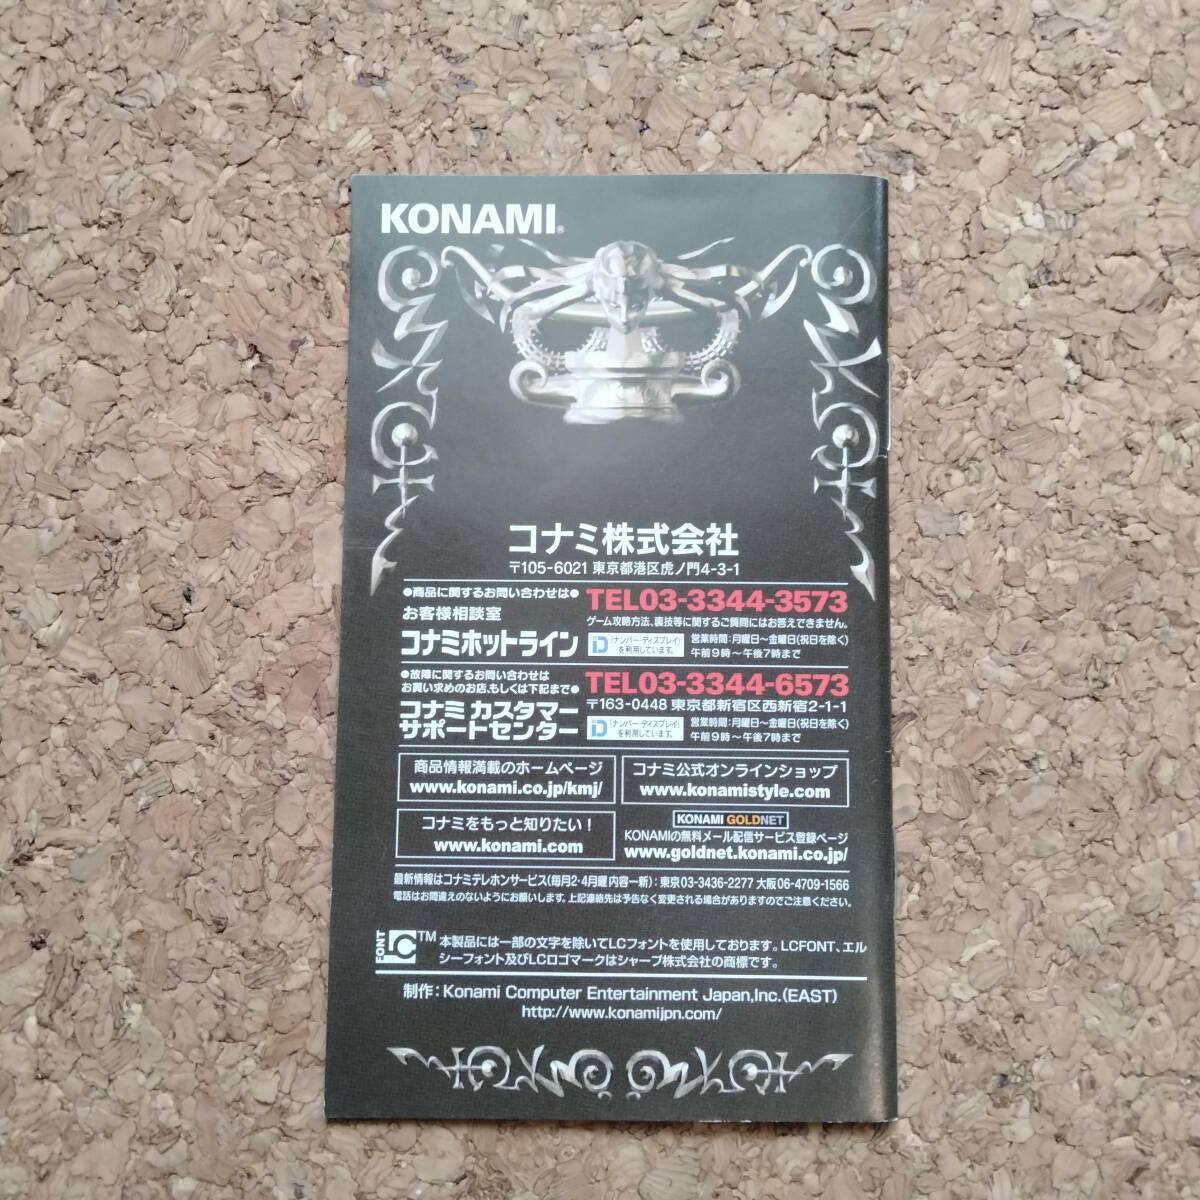 KONAMI®
コナミ株式会社
〒105-6021 東京都港区虎ノ門4-3-1
●商品に関するお問い合わせは●
お客様相談室
コナミホットライン
TEL03-3344-3573
ゲーム攻略方法、裏技等に関するご質問にはお答えできません。
「ナンバー・ディスプレイ」
を利用しています。
営業時間：月曜日～金曜日(祝日を除く)
午前9時～午後7時まで
●故障に関するお問い合わせは
お買い求めのお店、もしくは下記まで●
コナミ カスタマー
サポートセンター
TEL03-3344-6573
〒163-0448 東京都新宿区西新宿2-1-1
「ナンバー・ディスプレイ」
を利用しています。
営業時間：月曜日～金曜日(祝日を除く)
午前9時～午後7時まで
商品情報満載のホームページ
www.konami.co.jp/kmj/
コナミ公式オンラインショップ
www.konamistyle.com
コナミをもっと知りたい！
www.konami.com
KONAMI GOLDNET
KONAMIの無料メール配信サービス登録ページ
www.goldnet.konami.co.jp/
最新情報はコナミテレホンサービス(毎月2・4月曜 内容一新)：東京 03-3436-2277 大阪 06-4709-1566
電話はお間違えのないようにお願いします。上記連絡先は予告なく変更される場合がありますのでご注意ください。
LC FONT™ 本製品には一部の文字を除いてLCフォントを使用しております。LCFONT、エル
シーフォント及びLCロゴマークはシャープ株式会社の商標です。
制作：Konami Computer Entertainment Japan,Inc.(EAST)
http://www.konamijpn.com/